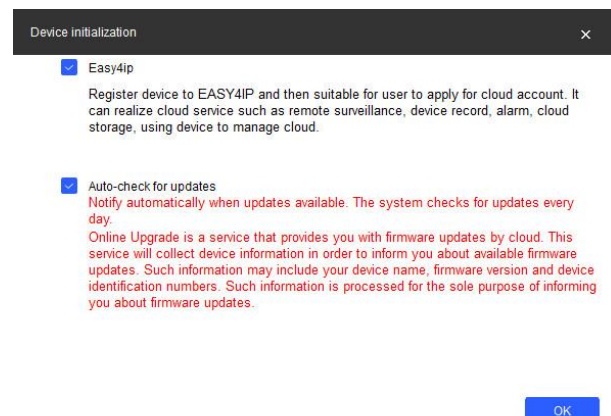 Device initialization
Easy4ip
Register device to EASY4IP and then suitable for user to apply for cloud account. It
can realize cloud service such as remote surveillance, device record, alarm, cloud
storage, using device to manage cloud.
Auto-check for updates
Notify automatically when updates available. The system checks for updates every
day.
Online Upgrade is a service that provides you with firmware updates by cloud. This
service will collect device information in order to inform you about available firmware
updates. Such information may include your device name, firmware version and device
identification numbers. Such information is processed for the sole purpose of informing
you about firmware updates.
OK